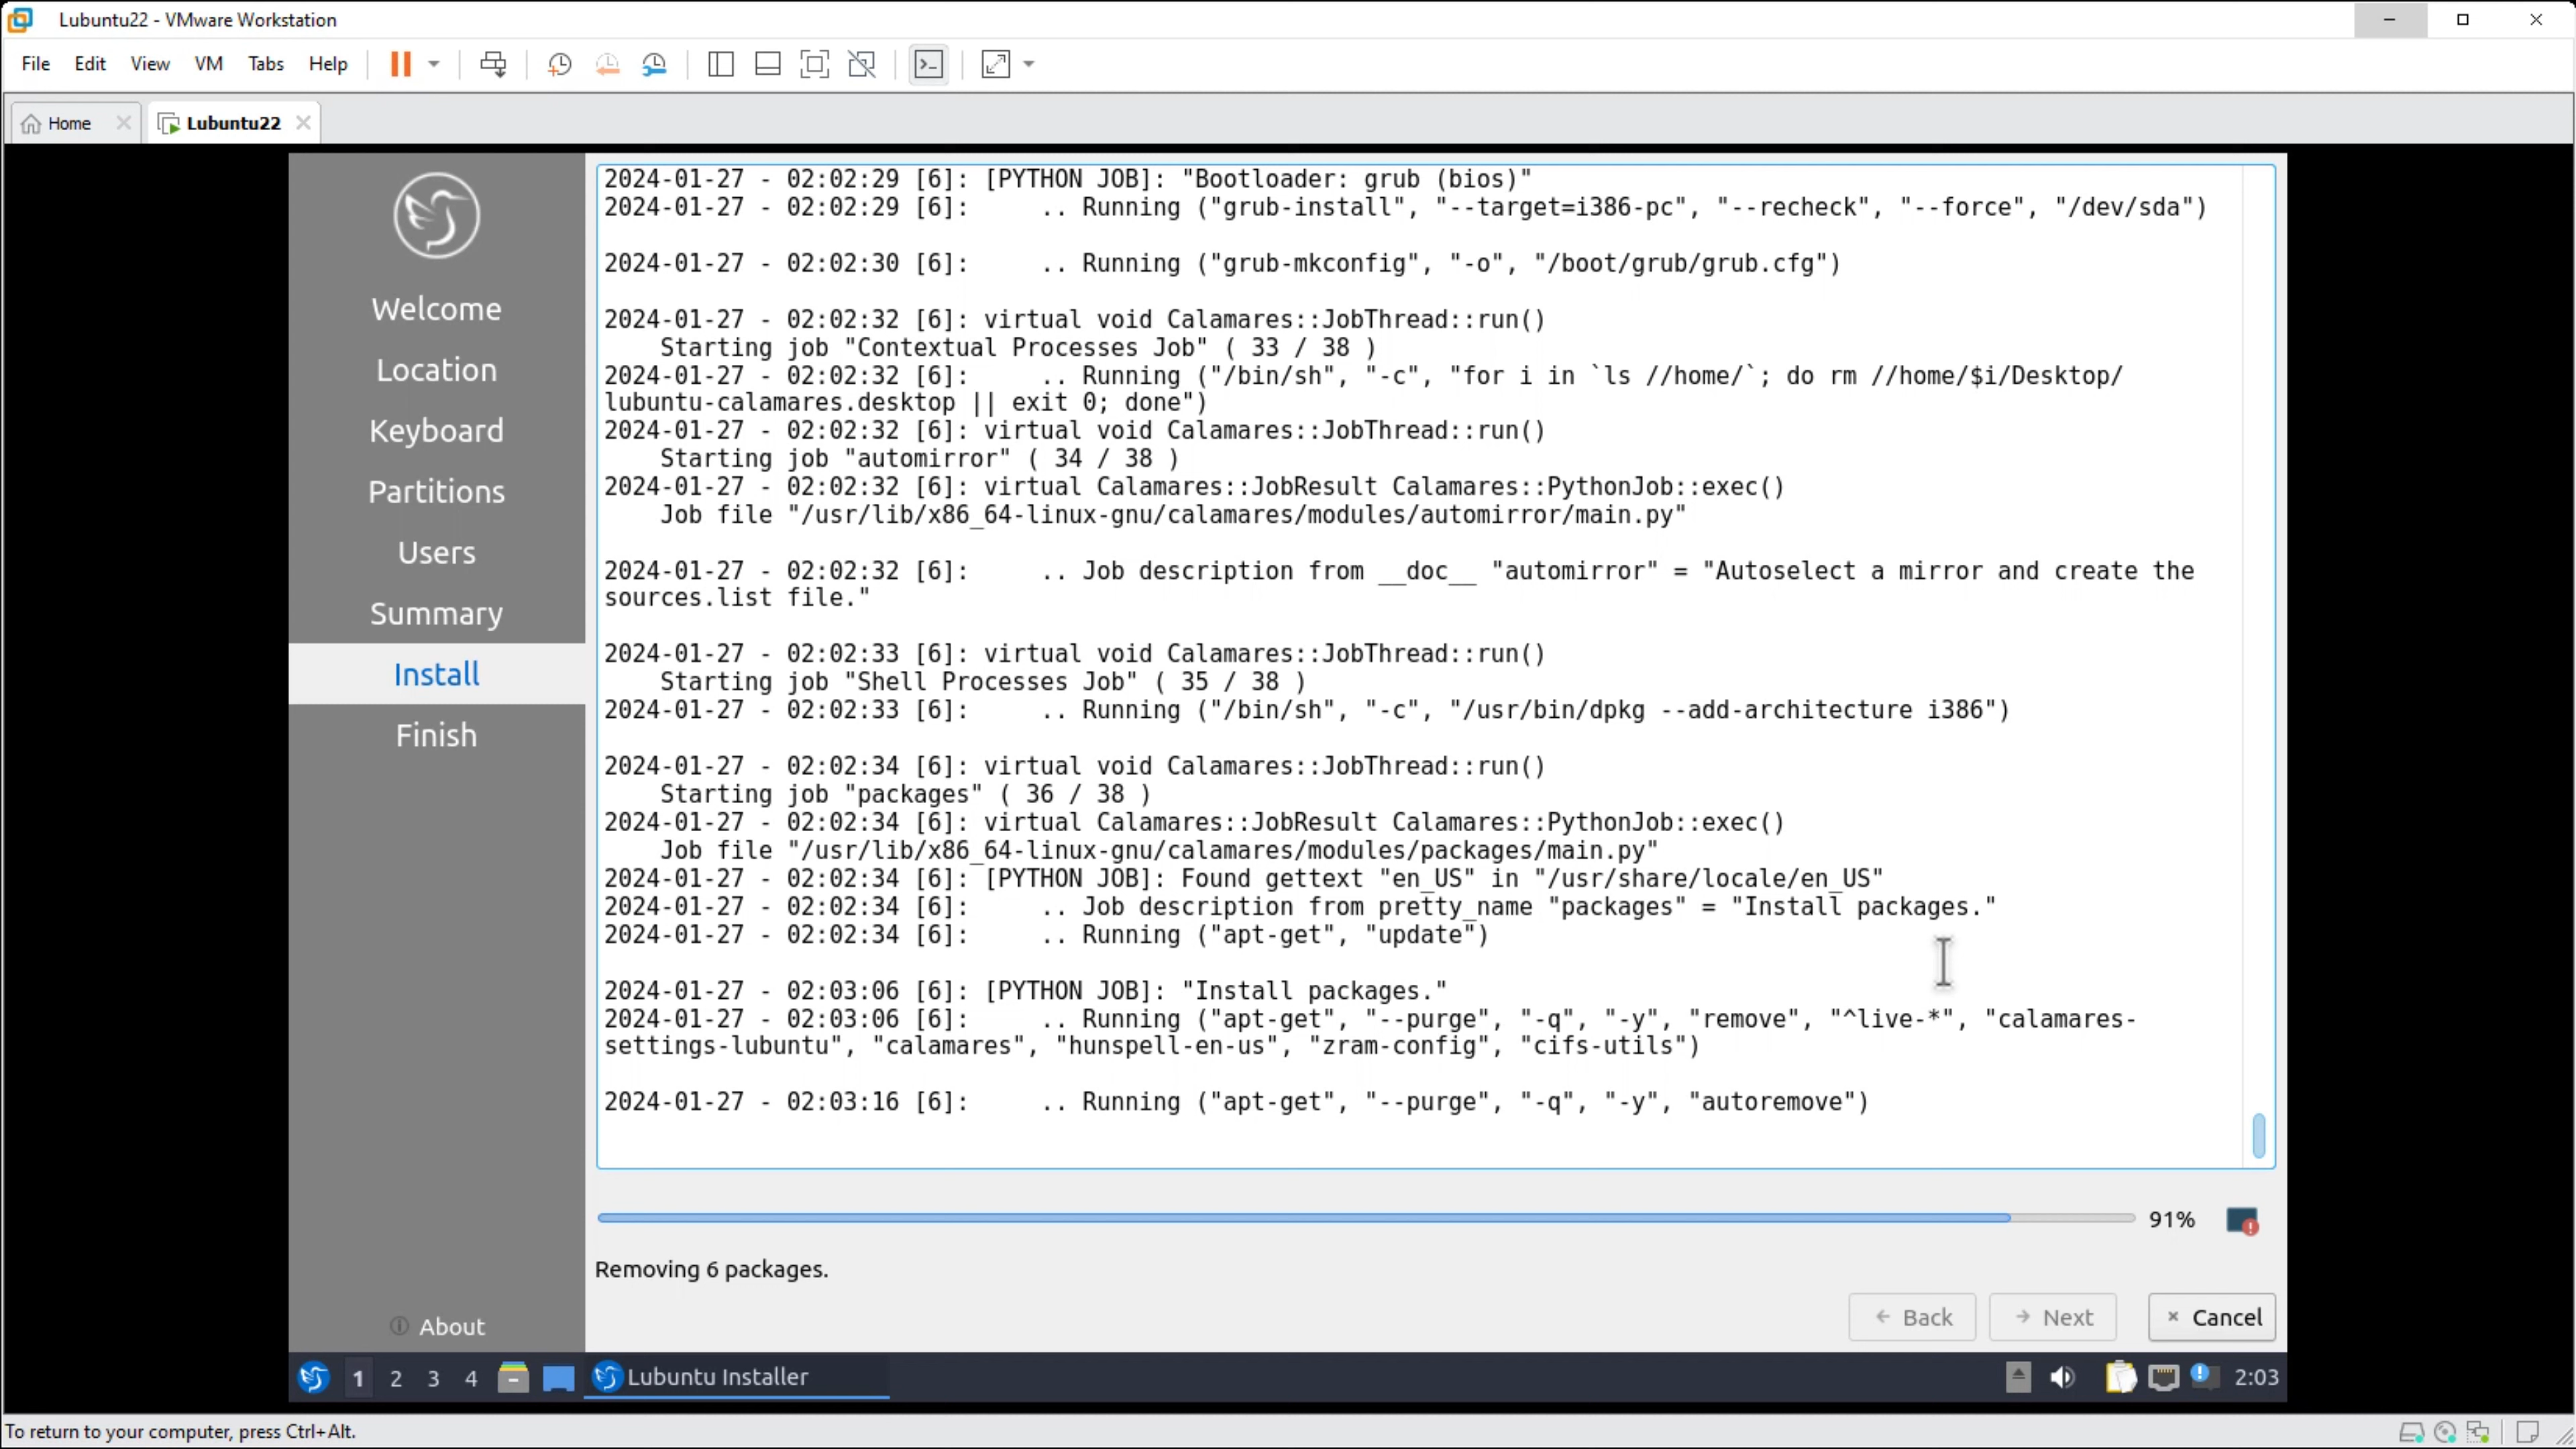 Lubuntu22 - VMware Workstation
File Edit View VM Tabs Help
Home Lubuntu22
Welcome
Location
Keyboard
Partitions
Users
Summary
Install
Finish
About
2024-01-27 - 02:02:29 [6]: [PYTHON JOB]: "Bootloader: grub (bios)"
2024-01-27 - 02:02:29 [6]:     .. Running ("grub-install", "--target=i386-pc", "--recheck", "--force", "/dev/sda")
2024-01-27 - 02:02:30 [6]:     .. Running ("grub-mkconfig", "-o", "/boot/grub/grub.cfg")
2024-01-27 - 02:02:32 [6]: virtual void Calamares::JobThread::run()
    Starting job "Contextual Processes Job" ( 33 / 38 )
2024-01-27 - 02:02:32 [6]:     .. Running ("/bin/sh", "-c", "for i in `ls //home/`; do rm //home/$i/Desktop/
lubuntu-calamares.desktop || exit 0; done")
2024-01-27 - 02:02:32 [6]: virtual void Calamares::JobThread::run()
    Starting job "automirror" ( 34 / 38 )
2024-01-27 - 02:02:32 [6]: virtual Calamares::JobResult Calamares::PythonJob::exec()
    Job file "/usr/lib/x86_64-linux-gnu/calamares/modules/automirror/main.py"
2024-01-27 - 02:02:32 [6]:     .. Job description from __doc__ "automirror" = "Autoselect a mirror and create the
sources.list file."
2024-01-27 - 02:02:33 [6]: virtual void Calamares::JobThread::run()
    Starting job "Shell Processes Job" ( 35 / 38 )
2024-01-27 - 02:02:33 [6]:     .. Running ("/bin/sh", "-c", "/usr/bin/dpkg --add-architecture i386")
2024-01-27 - 02:02:34 [6]: virtual void Calamares::JobThread::run()
    Starting job "packages" ( 36 / 38 )
2024-01-27 - 02:02:34 [6]: virtual Calamares::JobResult Calamares::PythonJob::exec()
    Job file "/usr/lib/x86_64-linux-gnu/calamares/modules/packages/main.py"
2024-01-27 - 02:02:34 [6]: [PYTHON JOB]: Found gettext "en_US" in "/usr/share/locale/en_US"
2024-01-27 - 02:02:34 [6]:     .. Job description from pretty_name "packages" = "Install packages."
2024-01-27 - 02:02:34 [6]:     .. Running ("apt-get", "update")
2024-01-27 - 02:03:06 [6]: [PYTHON JOB]: "Install packages."
2024-01-27 - 02:03:06 [6]:     .. Running ("apt-get", "--purge", "-q", "-y", "remove", "^live-*", "calamares-
settings-lubuntu", "calamares", "hunspell-en-us", "zram-config", "cifs-utils")
2024-01-27 - 02:03:16 [6]:     .. Running ("apt-get", "--purge", "-q", "-y", "autoremove")
91%
Removing 6 packages.
Back Next Cancel
1 2 3 4 Lubuntu Installer 2:03
To return to your computer, press Ctrl+Alt.